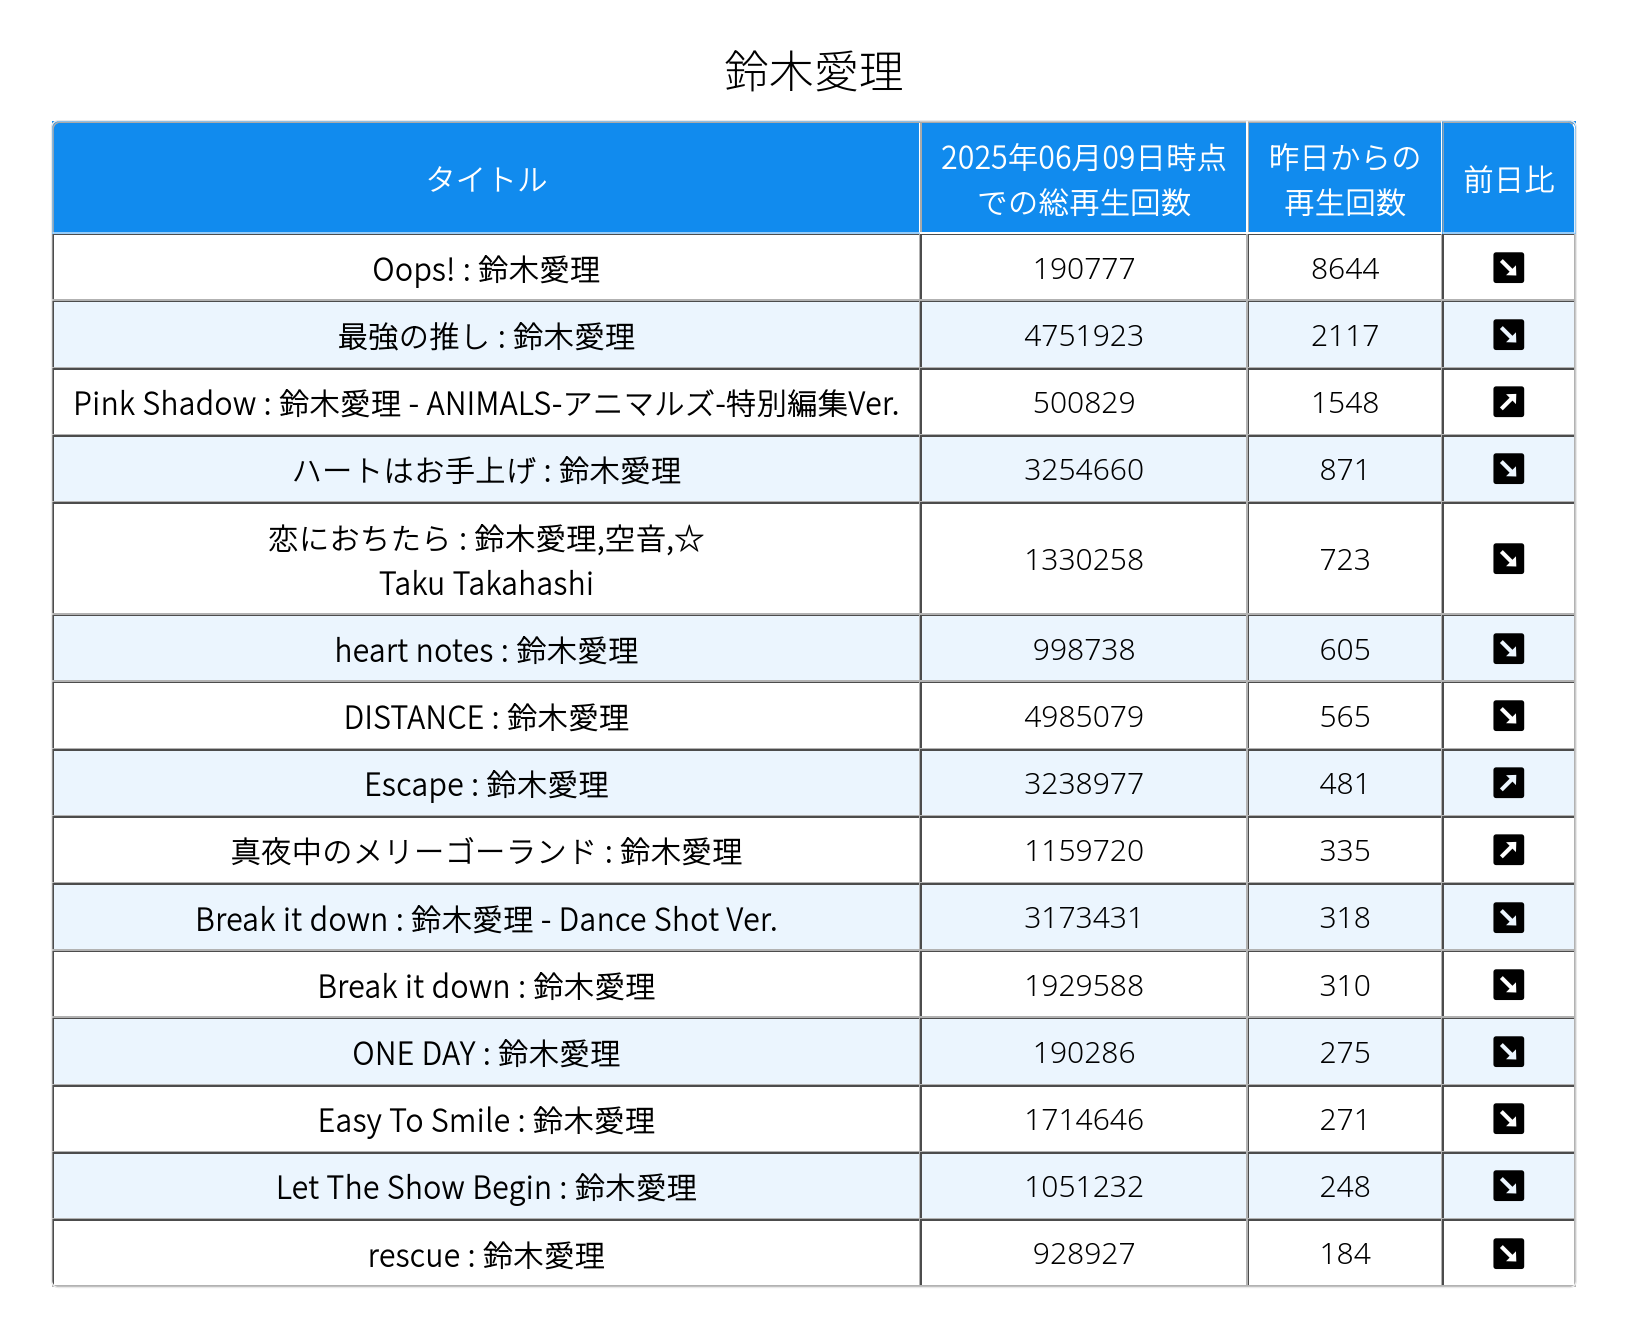 鈴木愛理
タイトル
2025年06月09日時点
での総再生回数
昨日からの
再生回数
前日比
Oops! : 鈴木愛理 190777 8644
最強の推し : 鈴木愛理 4751923 2117
Pink Shadow : 鈴木愛理 - ANIMALS-アニマルズ-特別編集Ver. 500829 1548
ハートはお手上げ : 鈴木愛理 3254660 871
恋におちたら : 鈴木愛理,空音,☆
Taku Takahashi
1330258 723
heart notes : 鈴木愛理 998738 605
DISTANCE : 鈴木愛理 4985079 565
Escape : 鈴木愛理 3238977 481
真夜中のメリーゴーランド : 鈴木愛理 1159720 335
Break it down : 鈴木愛理 - Dance Shot Ver. 3173431 318
Break it down : 鈴木愛理 1929588 310
ONE DAY : 鈴木愛理 190286 275
Easy To Smile : 鈴木愛理 1714646 271
Let The Show Begin : 鈴木愛理 1051232 248
rescue : 鈴木愛理 928927 184